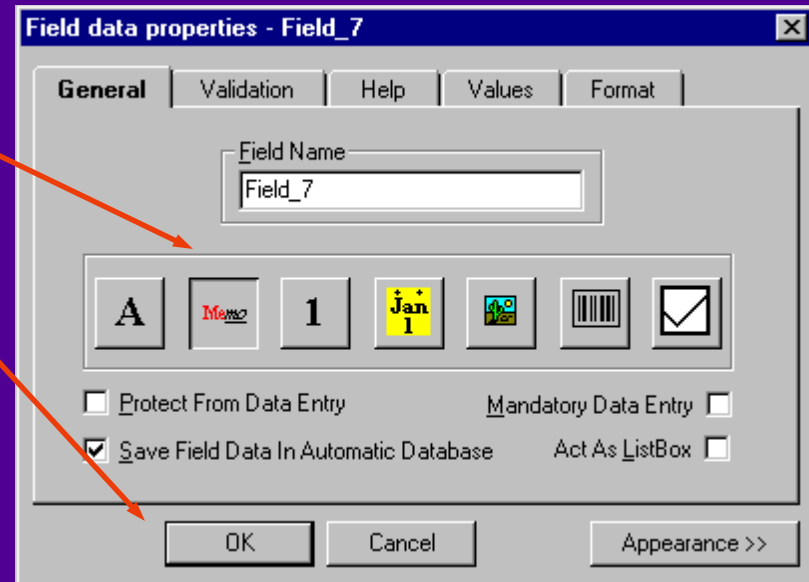 Field data properties - Field_7
General Validation Help Values Format
Field Name
Field_7
A Memo 1 Jan 1
Protect From Data Entry Mandatory Data Entry
Save Field Data In Automatic Database Act As ListBox
OK Cancel Appearance >>